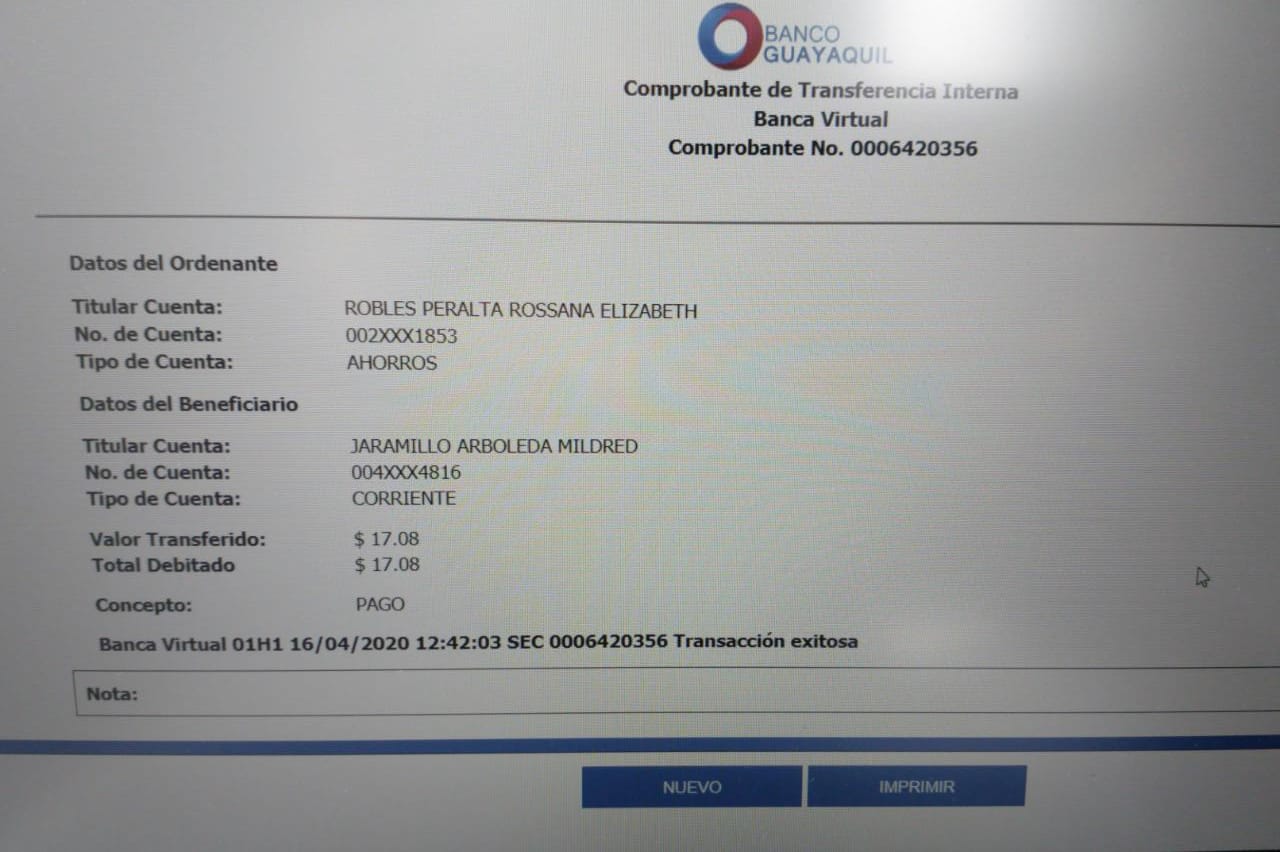 BANCO
GUAYAQUIL
Comprobante de Transferencia Interna
Banca Virtual
Comprobante No. 0006420356
Datos del Ordenante
Titular Cuenta: ROBLES PERALTA ROSSANA ELIZABETH
No. de Cuenta: 002XXX1853
Tipo de Cuenta: AHORROS
Datos del Beneficiario
Titular Cuenta: JARAMILLO ARBOLEDA MILDRED
No. de Cuenta: 004XXX4816
Tipo de Cuenta: CORRIENTE
Valor Transferido: $ 17.08
Total Debitado $ 17.08
Concepto: PAGO
Banca Virtual 01H1 16/04/2020 12:42:03 SEC 0006420356 Transacción exitosa
Nota:
NUEVO IMPRIMIR